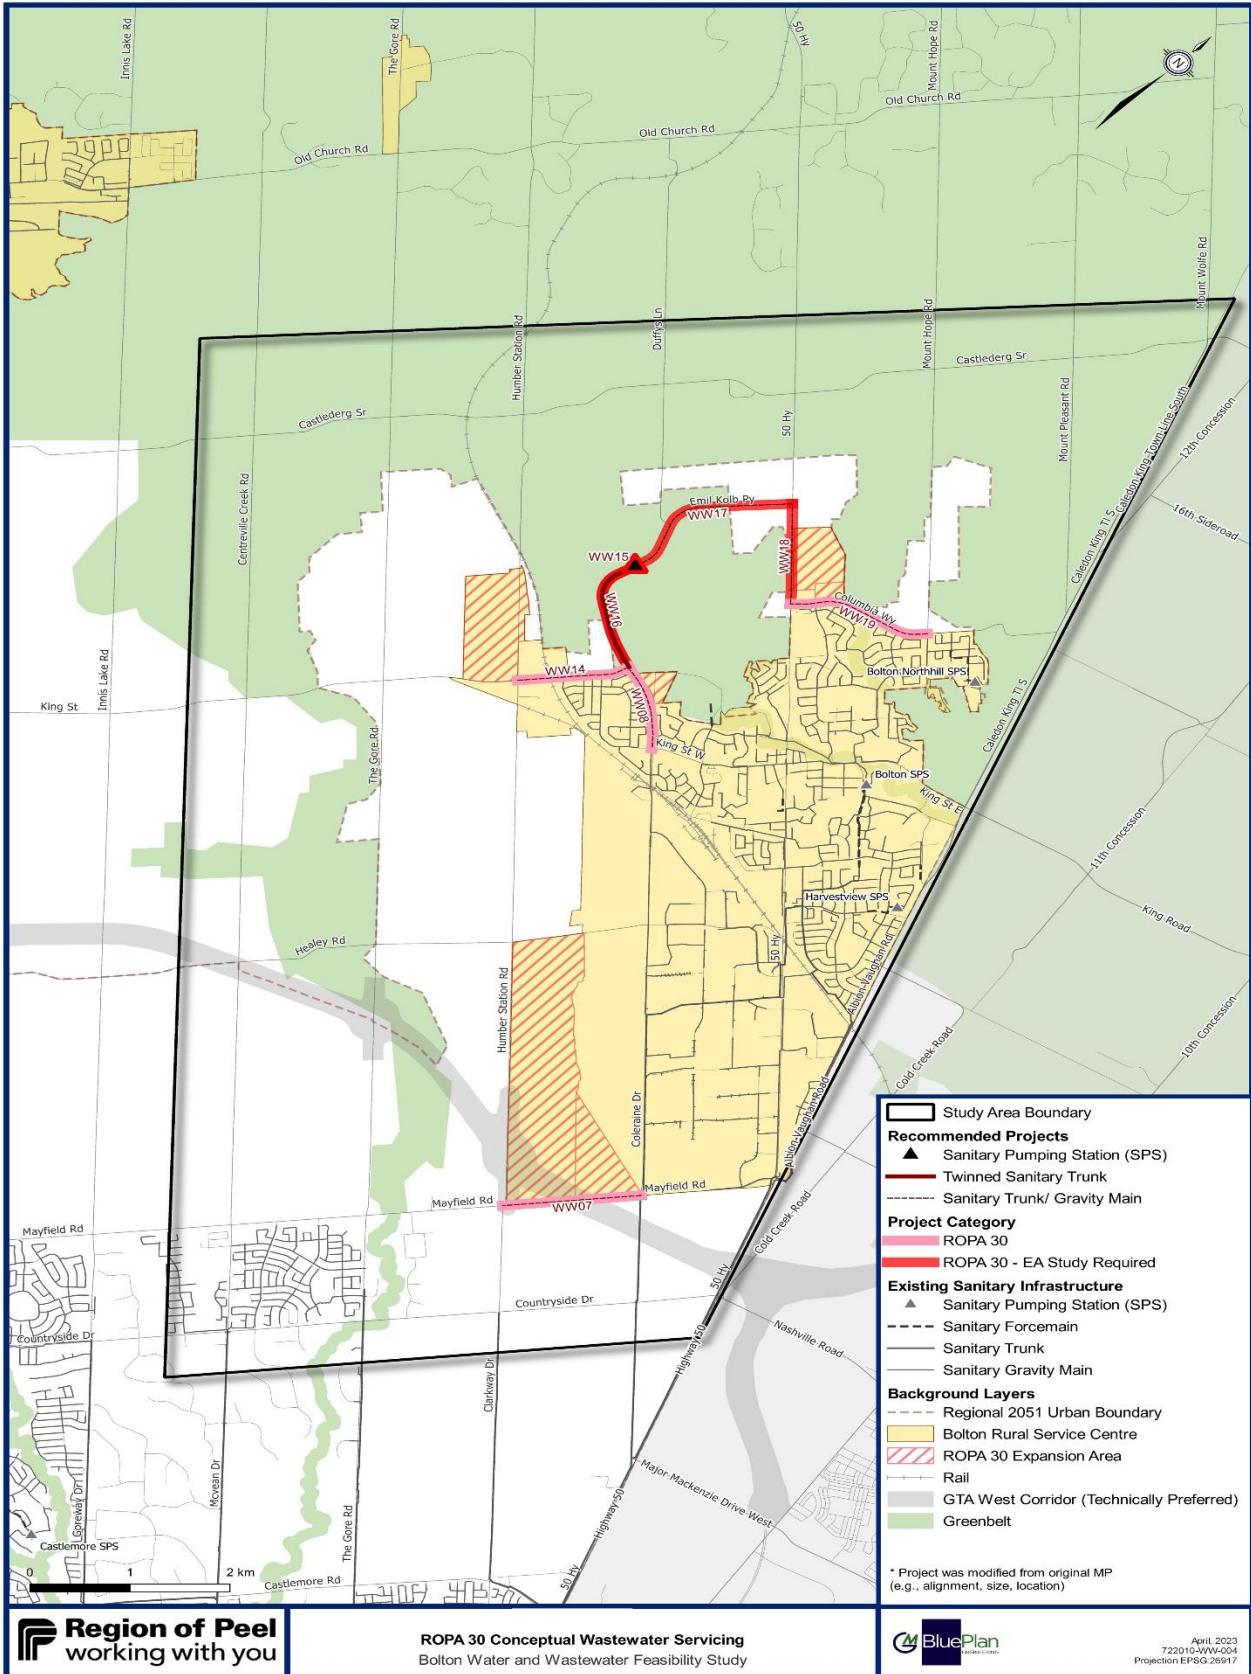 Innis Lake Rd
The Gore Rd
50 Hy
Mount Hope Rd
N
Old Church Rd
Old Church Rd
Old Church Rd
Mount Wolfe Rd
Humber Station Rd
Duffys Ln
Mount Hope Rd
Castlederg Sr
Castlederg Sr
50 Hy
Mount Pleasant Rd
Caledon-King-Town-Line-South
12th Concession
Centreville Creek Rd
Emil Kolb Py
WW17
16th Sideroad
Caledon King Tl S
WW15
WW18
WW16
Columbia Wy
WW19
Innis Lake Rd
WW14
Bolton Northhill SPS
King St
WW08
Caledon King Tl S
The Gore Rd
King St W
Bolton SPS
King St E
11th Concession
Harvestview SPS
King Road
Healey Rd
50 Hy
Humber Station Rd
Albion-Vaughan Rd
10th Concession
Cold Creek Road
Coleraine Dr
Albion-Vaughan Road
Mayfield Rd
Mayfield Rd
WW07
Mayfield Rd
Cold Creek Road
50 Hy
Countryside Dr
Countryside Dr
Nashville Road
Highway 50
Clarkway Dr
Mcvean Dr
Goreway Dr
The Gore Rd
Major Mackenzie Drive West
Highway 50
Castlemore SPS
50 Hy
Castlemore Rd
0 1 2 km
Study Area Boundary
Recommended Projects
Sanitary Pumping Station (SPS)
Twinned Sanitary Trunk
Sanitary Trunk/ Gravity Main
Project Category
ROPA 30
ROPA 30 - EA Study Required
Existing Sanitary Infrastructure
Sanitary Pumping Station (SPS)
Sanitary Forcemain
Sanitary Trunk
Sanitary Gravity Main
Background Layers
Regional 2051 Urban Boundary
Bolton Rural Service Centre
ROPA 30 Expansion Area
Rail
GTA West Corridor (Technically Preferred)
Greenbelt
* Project was modified from original MP
(e.g., alignment, size, location)
Region of Peel
working with you
ROPA 30 Conceptual Wastewater Servicing
Bolton Water and Wastewater Feasibility Study
GM BluePlan
ENGINEERING
April, 2023
722010-WW-004
Projection EPSG:26917